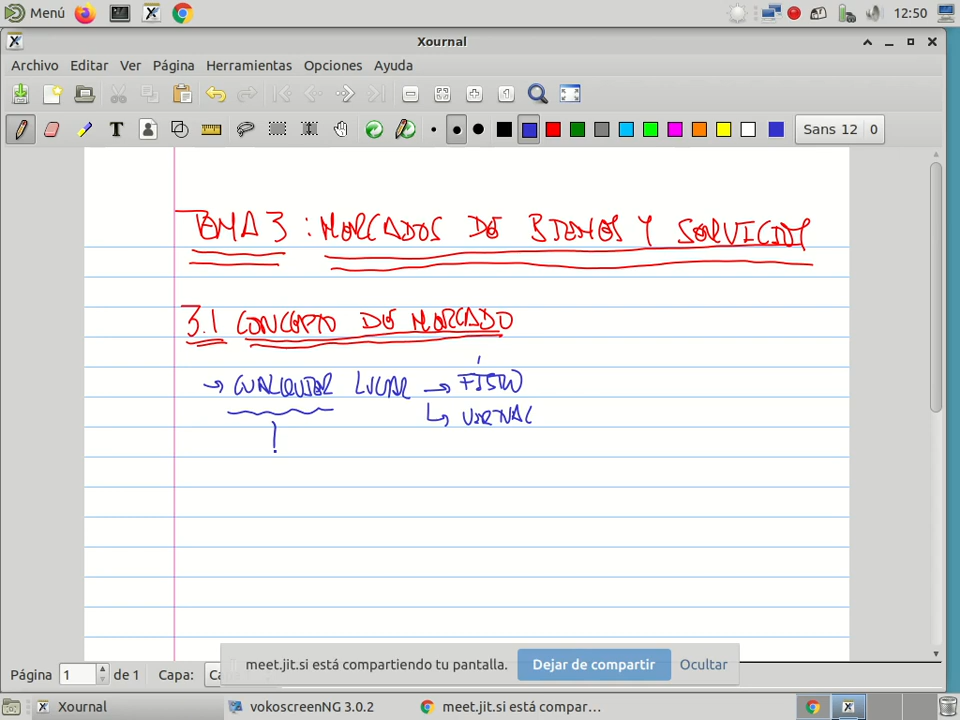 Menú 12:50
Xournal
Archivo Editar Ver Página Herramientas Opciones Ayuda
Sans 12 0
TEMA 3 : MERCADOS DE BIENES Y SERVICIOS
3.1 CONCEPTO DE MERCADO
→ CUALQUIER LUGAR → FÍSICO
↳ VIRTUAL
Página 1 de 1 Capa: Ca
meet.jit.si está compartiendo tu pantalla. Dejar de compartir Ocultar
Xournal vokoscreenNG 3.0.2 meet.jit.si está compar...